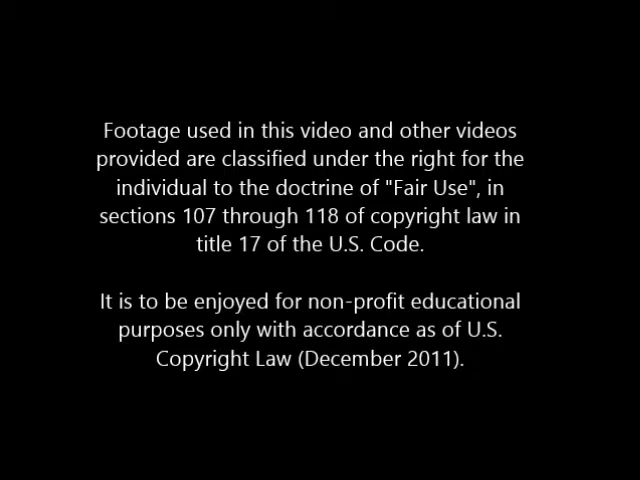 Footage used in this video and other videos
provided are classified under the right for the
individual to the doctrine of "Fair Use", in
sections 107 through 118 of copyright law in
title 17 of the U.S. Code.
It is to be enjoyed for non-profit educational
purposes only with accordance as of U.S.
Copyright Law (December 2011).